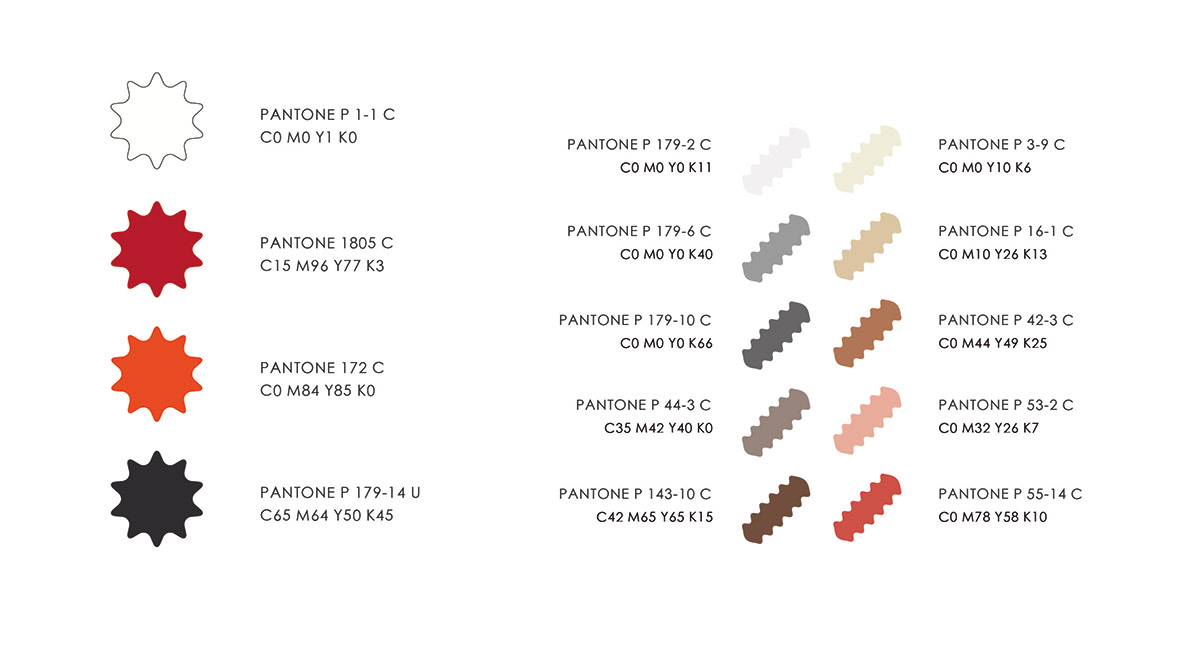 PANTONE P 1-1 C
C0 M0 Y1 K0
PANTONE 1805 C
C15 M96 Y77 K3
PANTONE 172 C
C0 M84 Y85 K0
PANTONE P 179-14 U
C65 M64 Y50 K45
PANTONE P 179-2 C
C0 M0 Y0 K11
PANTONE P 179-6 C
C0 M0 Y0 K40
PANTONE P 179-10 C
C0 M0 Y0 K66
PANTONE P 44-3 C
C35 M42 Y40 K0
PANTONE P 143-10 C
C42 M65 Y65 K15
PANTONE P 3-9 C
C0 M0 Y10 K6
PANTONE P 16-1 C
C0 M10 Y26 K13
PANTONE P 42-3 C
C0 M44 Y49 K25
PANTONE P 53-2 C
C0 M32 Y26 K7
PANTONE P 55-14 C
C0 M78 Y58 K10